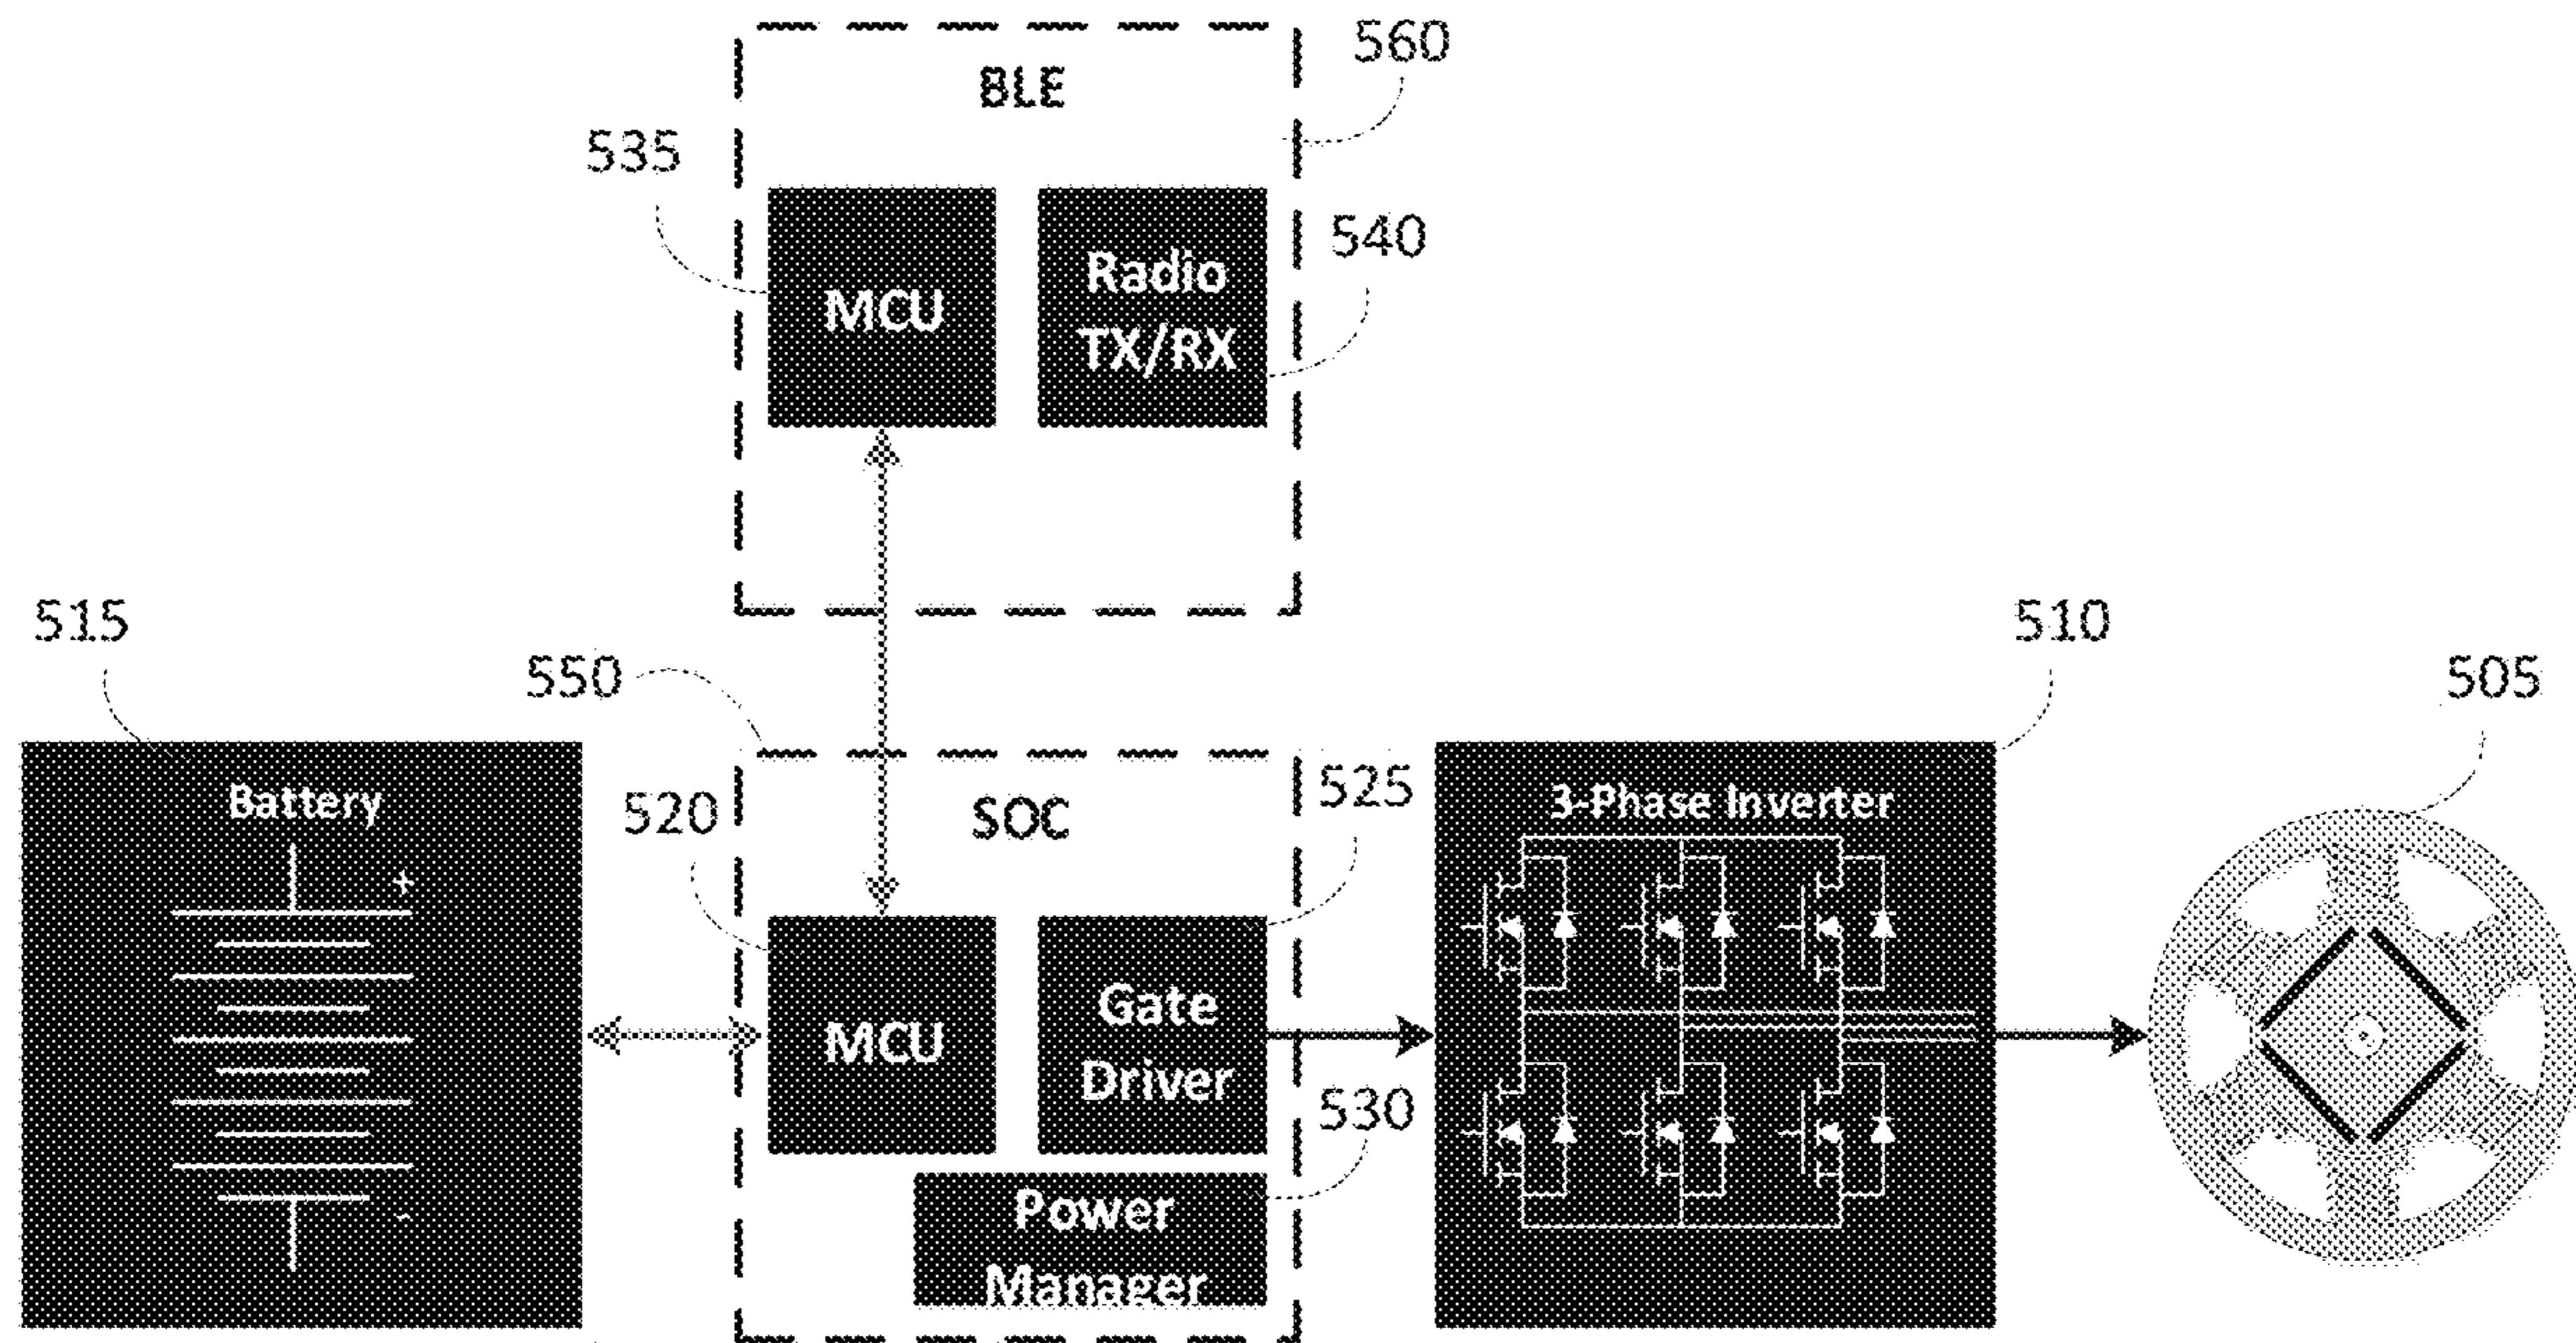 560
BLE
535
540
Radio
TX/RX
MCU
515
510
550
505
525
Battery
520
SOC
3-Phase Inverter
+
Gate
Driver
MCU
530
Power
Manager
-